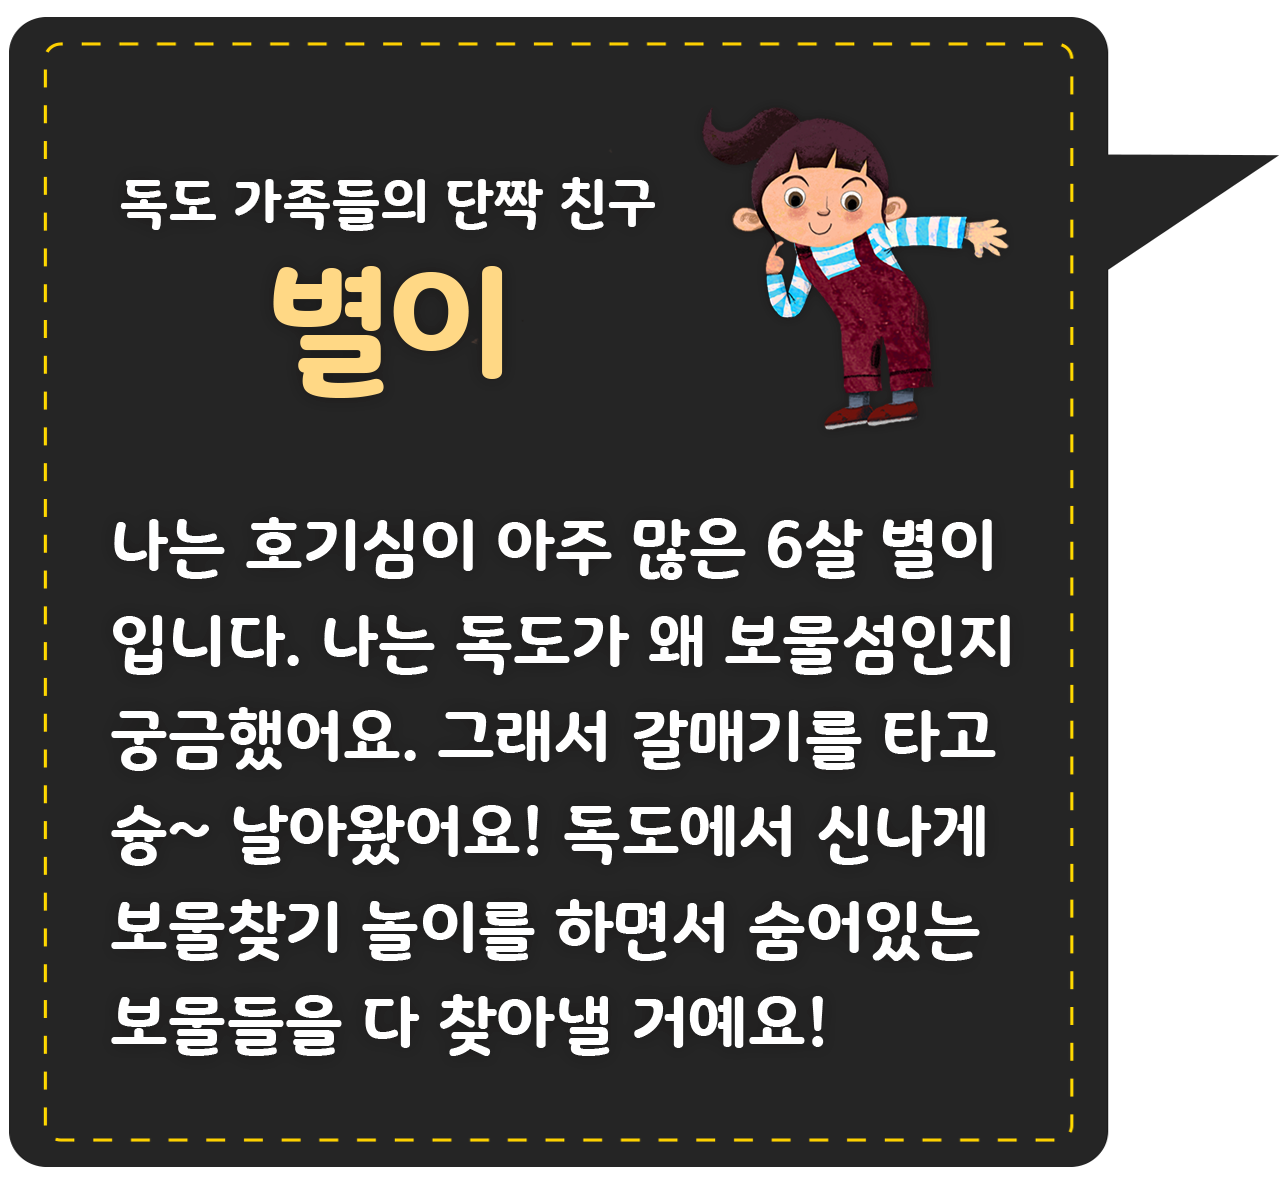 독도 가족들의 단짝 친구
별이
나는 호기심이 아주 많은 6살 별이
입니다. 나는 독도가 왜 보물섬인지
궁금했어요. 그래서 갈매기를 타고
슝~ 날아왔어요! 독도에서 신나게
보물찾기 놀이를 하면서 숨어있는
보물들을 다 찾아낼 거예요!